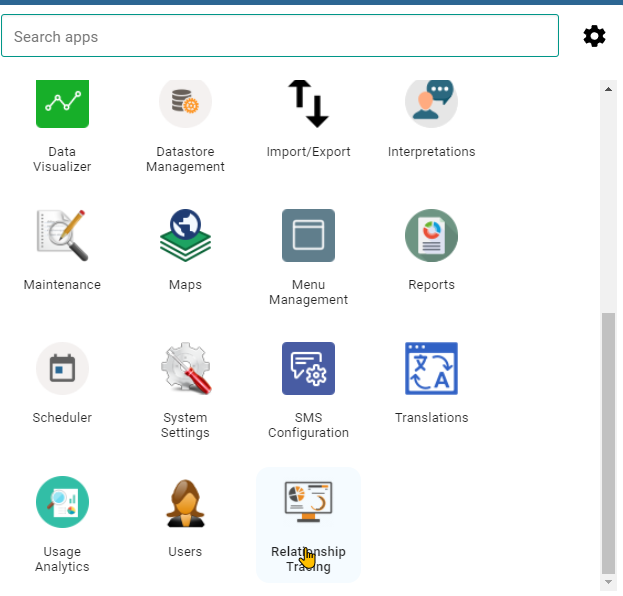 Search apps
Data
Visualizer
Datastore
Management
Import/Export
Interpretations
Maintenance
Maps
Menu
Management
Reports
Scheduler
System
Settings
SMS
Configuration
Translations
Usage
Analytics
Users
Relationship
Tracing